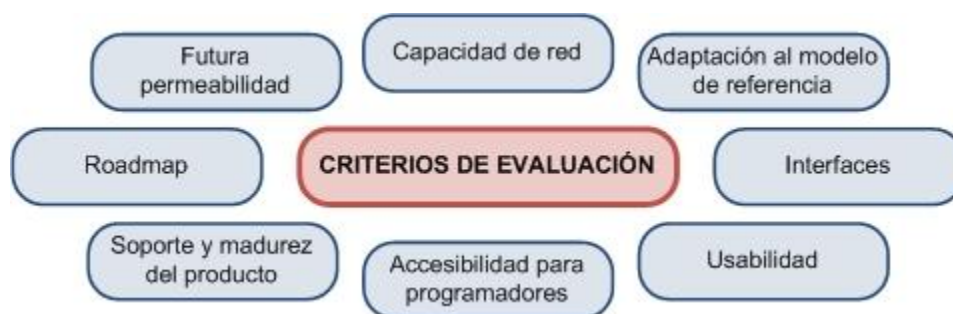 Futura
permeabilidad
Capacidad de red
Adaptación al modelo
de referencia
Roadmap
CRITERIOS DE EVALUACIÓN
Interfaces
Soporte y madurez
del producto
Accesibilidad para
programadores
Usabilidad